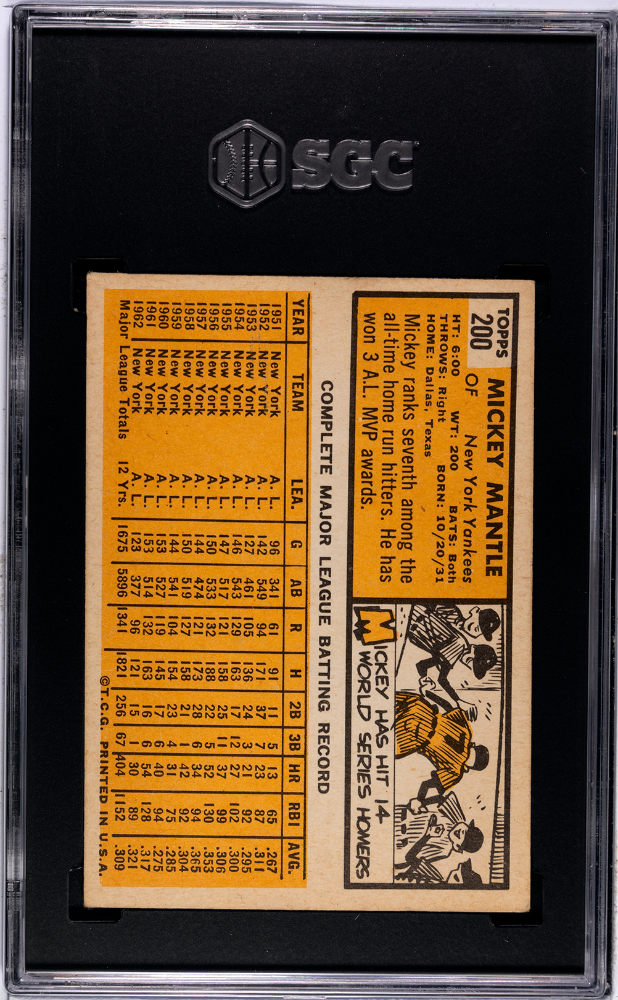 SGC
TOPPS
200
MICKEY MANTLE
OF New York Yankees
HT: 6:00 WT: 200 BATS: Both
THROWS: Right BORN: 10/20/31
HOME: Dallas, Texas
Mickey ranks seventh among the
all-time home run hitters. He has
won 3 A.L. MVP awards.
7
MICKEY HAS HIT 14
WORLD SERIES HOMERS
COMPLETE MAJOR LEAGUE BATTING RECORD
YEAR TEAM LEA. G AB R H 2B 3B HR RBI AVG.
1951 New York A. L. 96 341 61 91 11 5 13 65 .267
1952 New York A. L. 142 549 94 171 37 7 23 87 .311
1953 New York A. L. 127 461 105 136 24 3 21 92 .295
1954 New York A. L. 146 543 129 163 17 12 27 102 .300
1955 New York A. L. 147 517 121 158 25 11 37 99 .306
1956 New York A. L. 150 533 132 188 22 5 52 130 .353
1957 New York A. L. 144 474 121 173 28 6 34 94 .365
1958 New York A. L. 150 519 127 158 21 1 42 97 .304
1959 New York A. L. 144 541 104 154 23 4 31 75 .285
1960 New York A. L. 153 527 119 145 17 6 40 94 .275
1961 New York A. L. 153 514 132 163 16 6 54 128 .317
1962 New York A. L. 123 377 96 121 15 1 30 89 .321
Major League Totals 12 Yrs. 1675 5896 1341 1821 256 67 404 1152 .309
©T.C.G. PRINTED IN U.S.A.